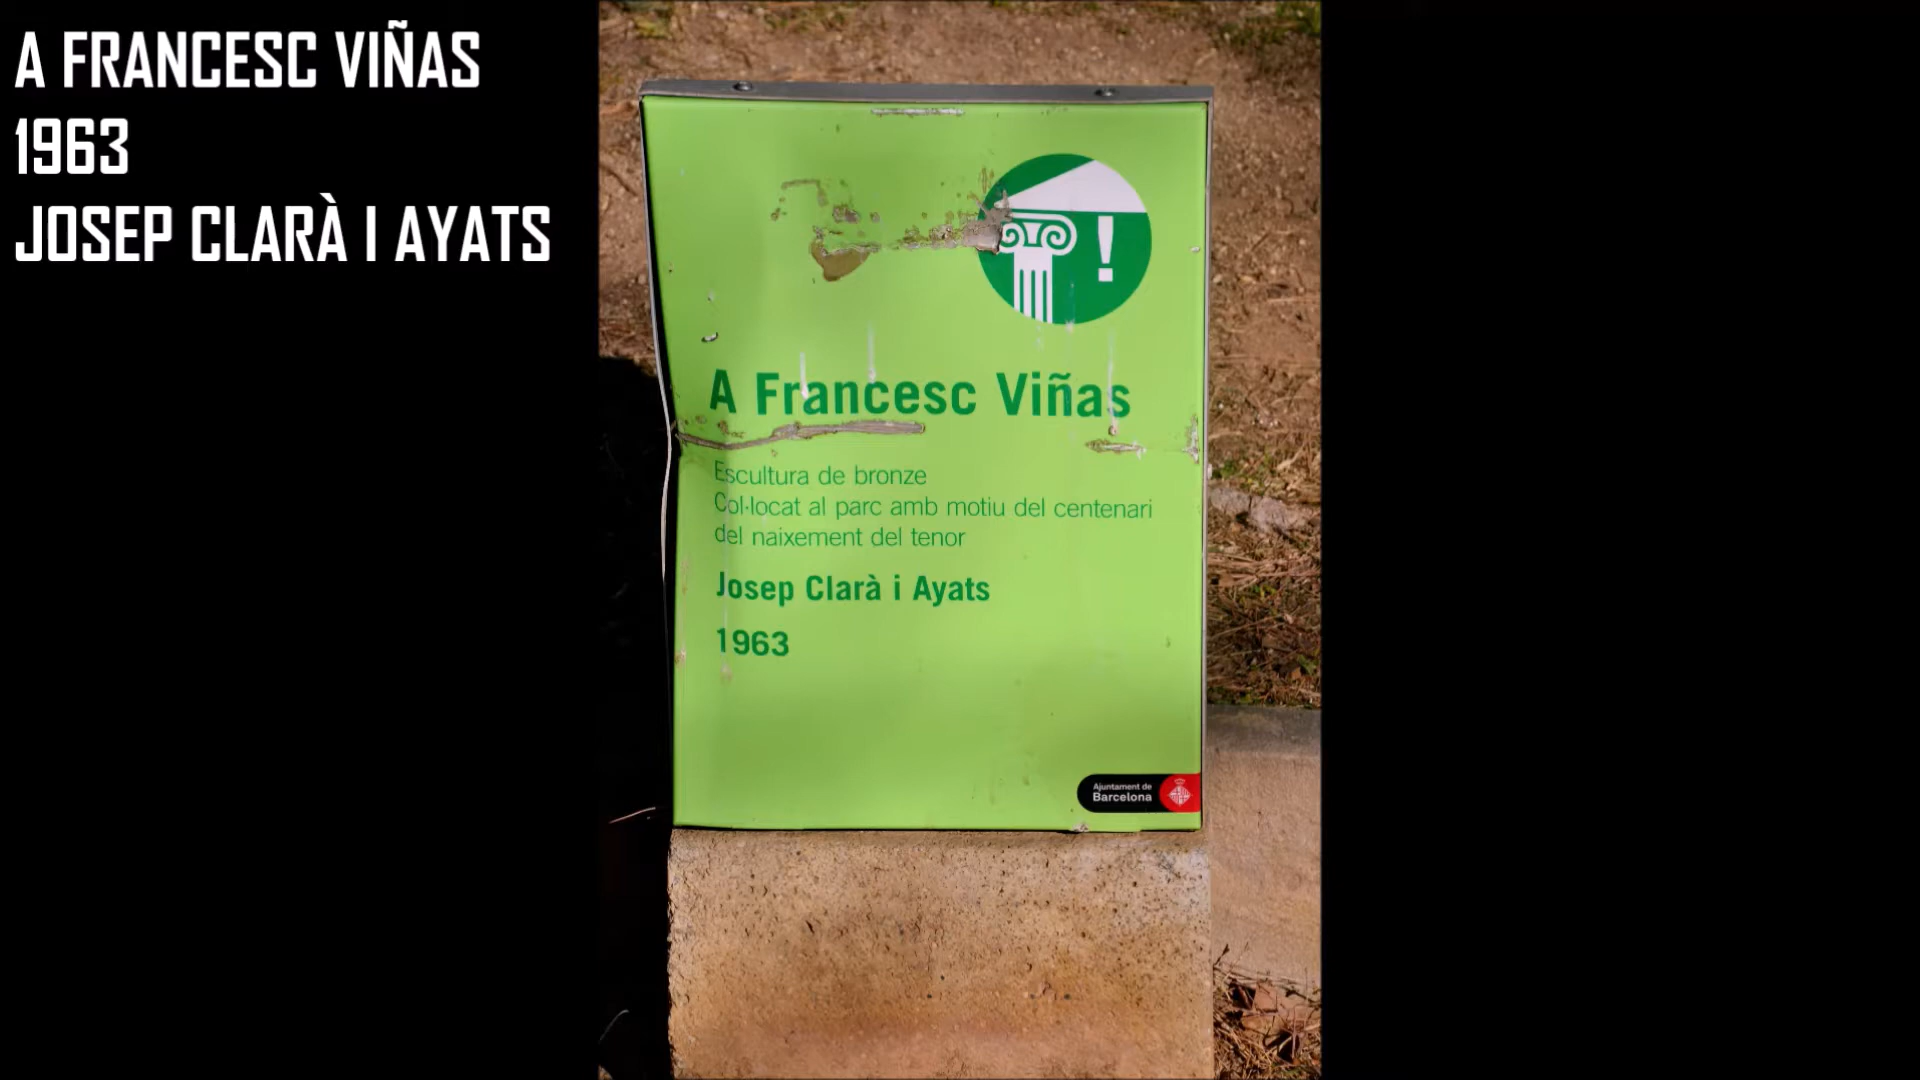 A FRANCESC VIÑAS
1963
JOSEP CLARÀ I AYATS
!
A Francesc Viñas
Escultura de bronze
Col·locat al parc amb motiu del centenari
del naixement del tenor
Josep Clarà i Ayats
1963
Ajuntament de
Barcelona